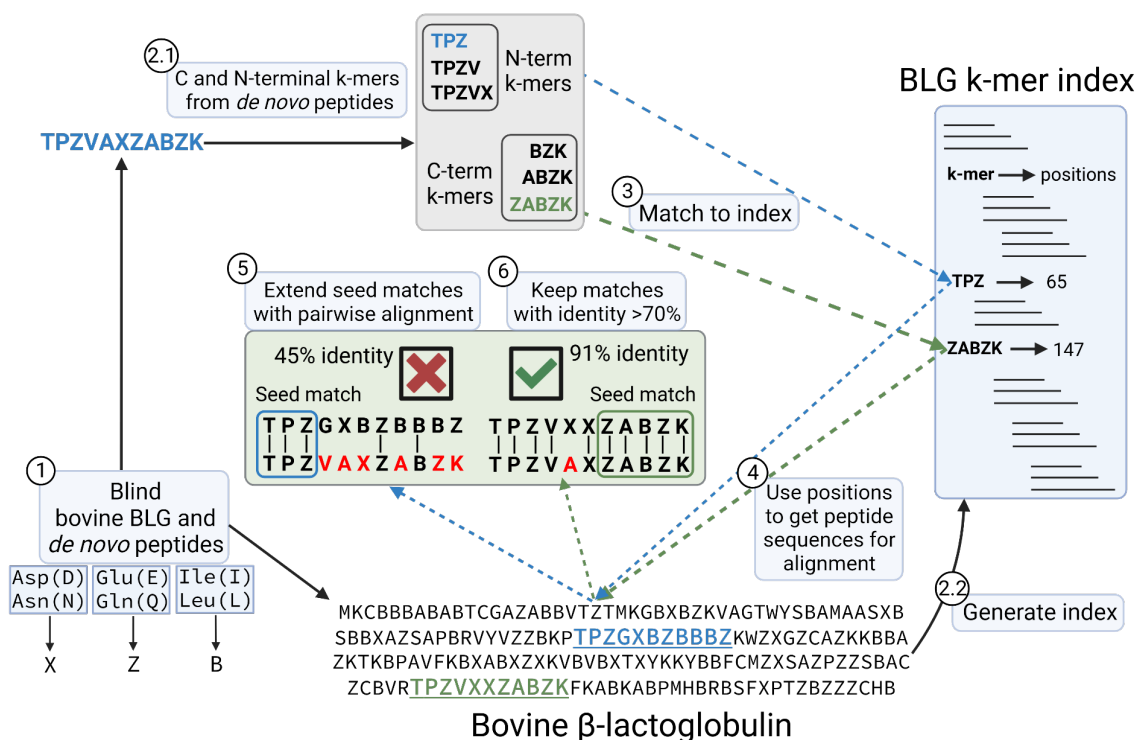 2.1
C and N-terminal k-mers
from de novo peptides
TPZVAXZABZK
TPZ
TPZV
TPZVX
N-term
k-mers
C-term
k-mers
BZK
ABZK
ZABZK
3
Match to index
BLG k-mer index
k-mer
positions
TPZ
65
ZABZK
147
5
Extend seed matches
with pairwise alignment
6
Keep matches
with identity >70%
45% identity
91% identity
Seed match
Seed match
TPZGXBZBBBZ
TPZVAXZABZK
TPZVXXZABZK
TPZVAXZABZK
1
Blind
bovine BLG and
de novo peptides
Asp(D)
Asn(N)
Glu(E)
Gln(Q)
Ile(I)
Leu(L)
X
Z
B
4
Use positions
to get peptide
sequences for
alignment
2.2
Generate index
MKCBBBABABTCGAZABBVTZTMKGBXBZKVAGTWYSBAMAASXB
SBBXAZSAPBRVYVZZBKPTPZGXBZBBBZKWZXGZCAZKKBBA
ZKTKBPAVFKBXABXZXKVBVBXTXYKKYBBFCMZXSAZPZZSBAC
ZCBVRTPZVXXZABZKFKABKABPMHBRBSFXPTZBZZZCHB
Bovine β-lactoglobulin